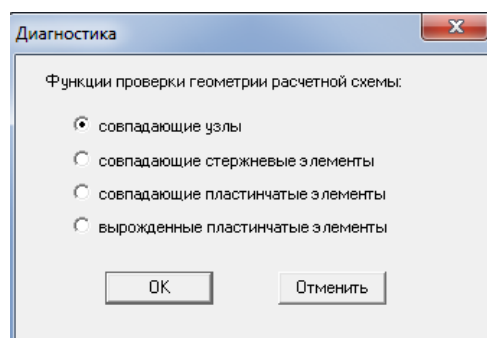 Диагностика
Функции проверки геометрии расчетной схемы:
совпадающие узлы
совпадающие стержневые элементы
совпадающие пластинчатые элементы
вырожденные пластинчатые элементы
OK Отменить